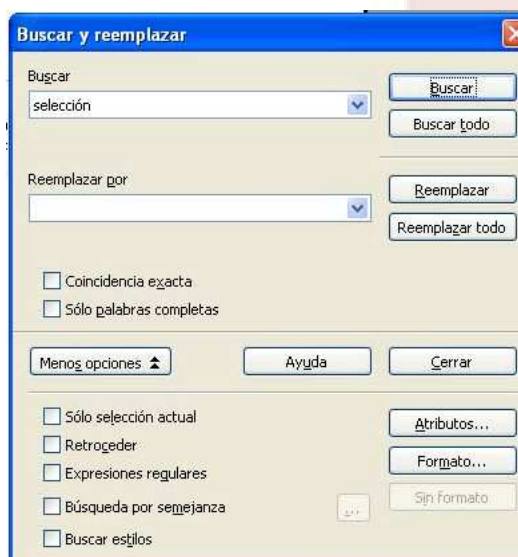 Buscar y reemplazar
Buscar
selección
Buscar
Buscar todo
Reemplazar por
Reemplazar
Reemplazar todo
Coincidencia exacta
Sólo palabras completas
Menos opciones
Ayuda
Cerrar
Sólo selección actual
Retroceder
Expresiones regulares
Búsqueda por semejanza
...
Buscar estilos
Atributos...
Formato...
Sin formato